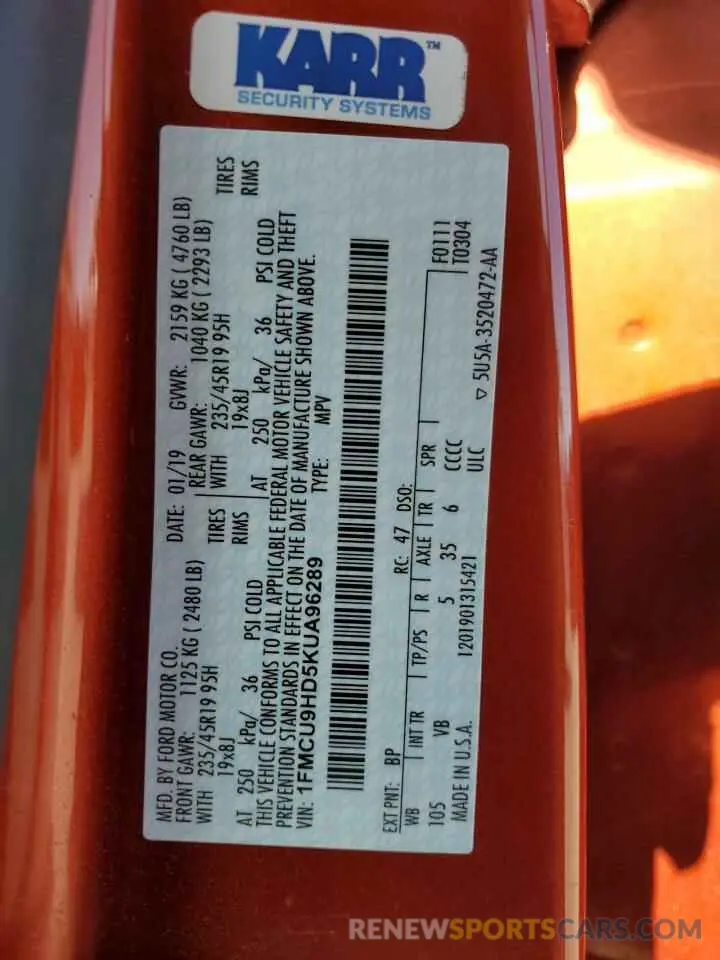 KARR™
SECURITY SYSTEMS
MFD. BY FORD MOTOR CO.
DATE: 01/19 GVWR: 2159 KG ( 4760 LB)
FRONT GAWR: 1125 KG ( 2480 LB)
REAR GAWR: 1040 KG ( 2293 LB)
WITH 235/45R19 95H TIRES
WITH 235/45R19 95H TIRES
19x8J RIMS
19x8J RIMS
AT 250 kPa/ 36 PSI COLD
AT 250 kPa/ 36 PSI COLD
THIS VEHICLE CONFORMS TO ALL APPLICABLE FEDERAL MOTOR VEHICLE SAFETY AND THEFT
PREVENTION STANDARDS IN EFFECT ON THE DATE OF MANUFACTURE SHOWN ABOVE.
VIN: 1FMCU9HD5KUA96289 TYPE: MPV
EXT PNT: BP RC: 47 DSO:
WB INT TR TP/PS R AXLE TR SPR F0111
105 VB 5 35 6 CCCC T0304
MADE IN U.S.A. 1201901315421 ULC
▽ 5U5A-3520472-AA
RENEWSPORTSCARS.COM